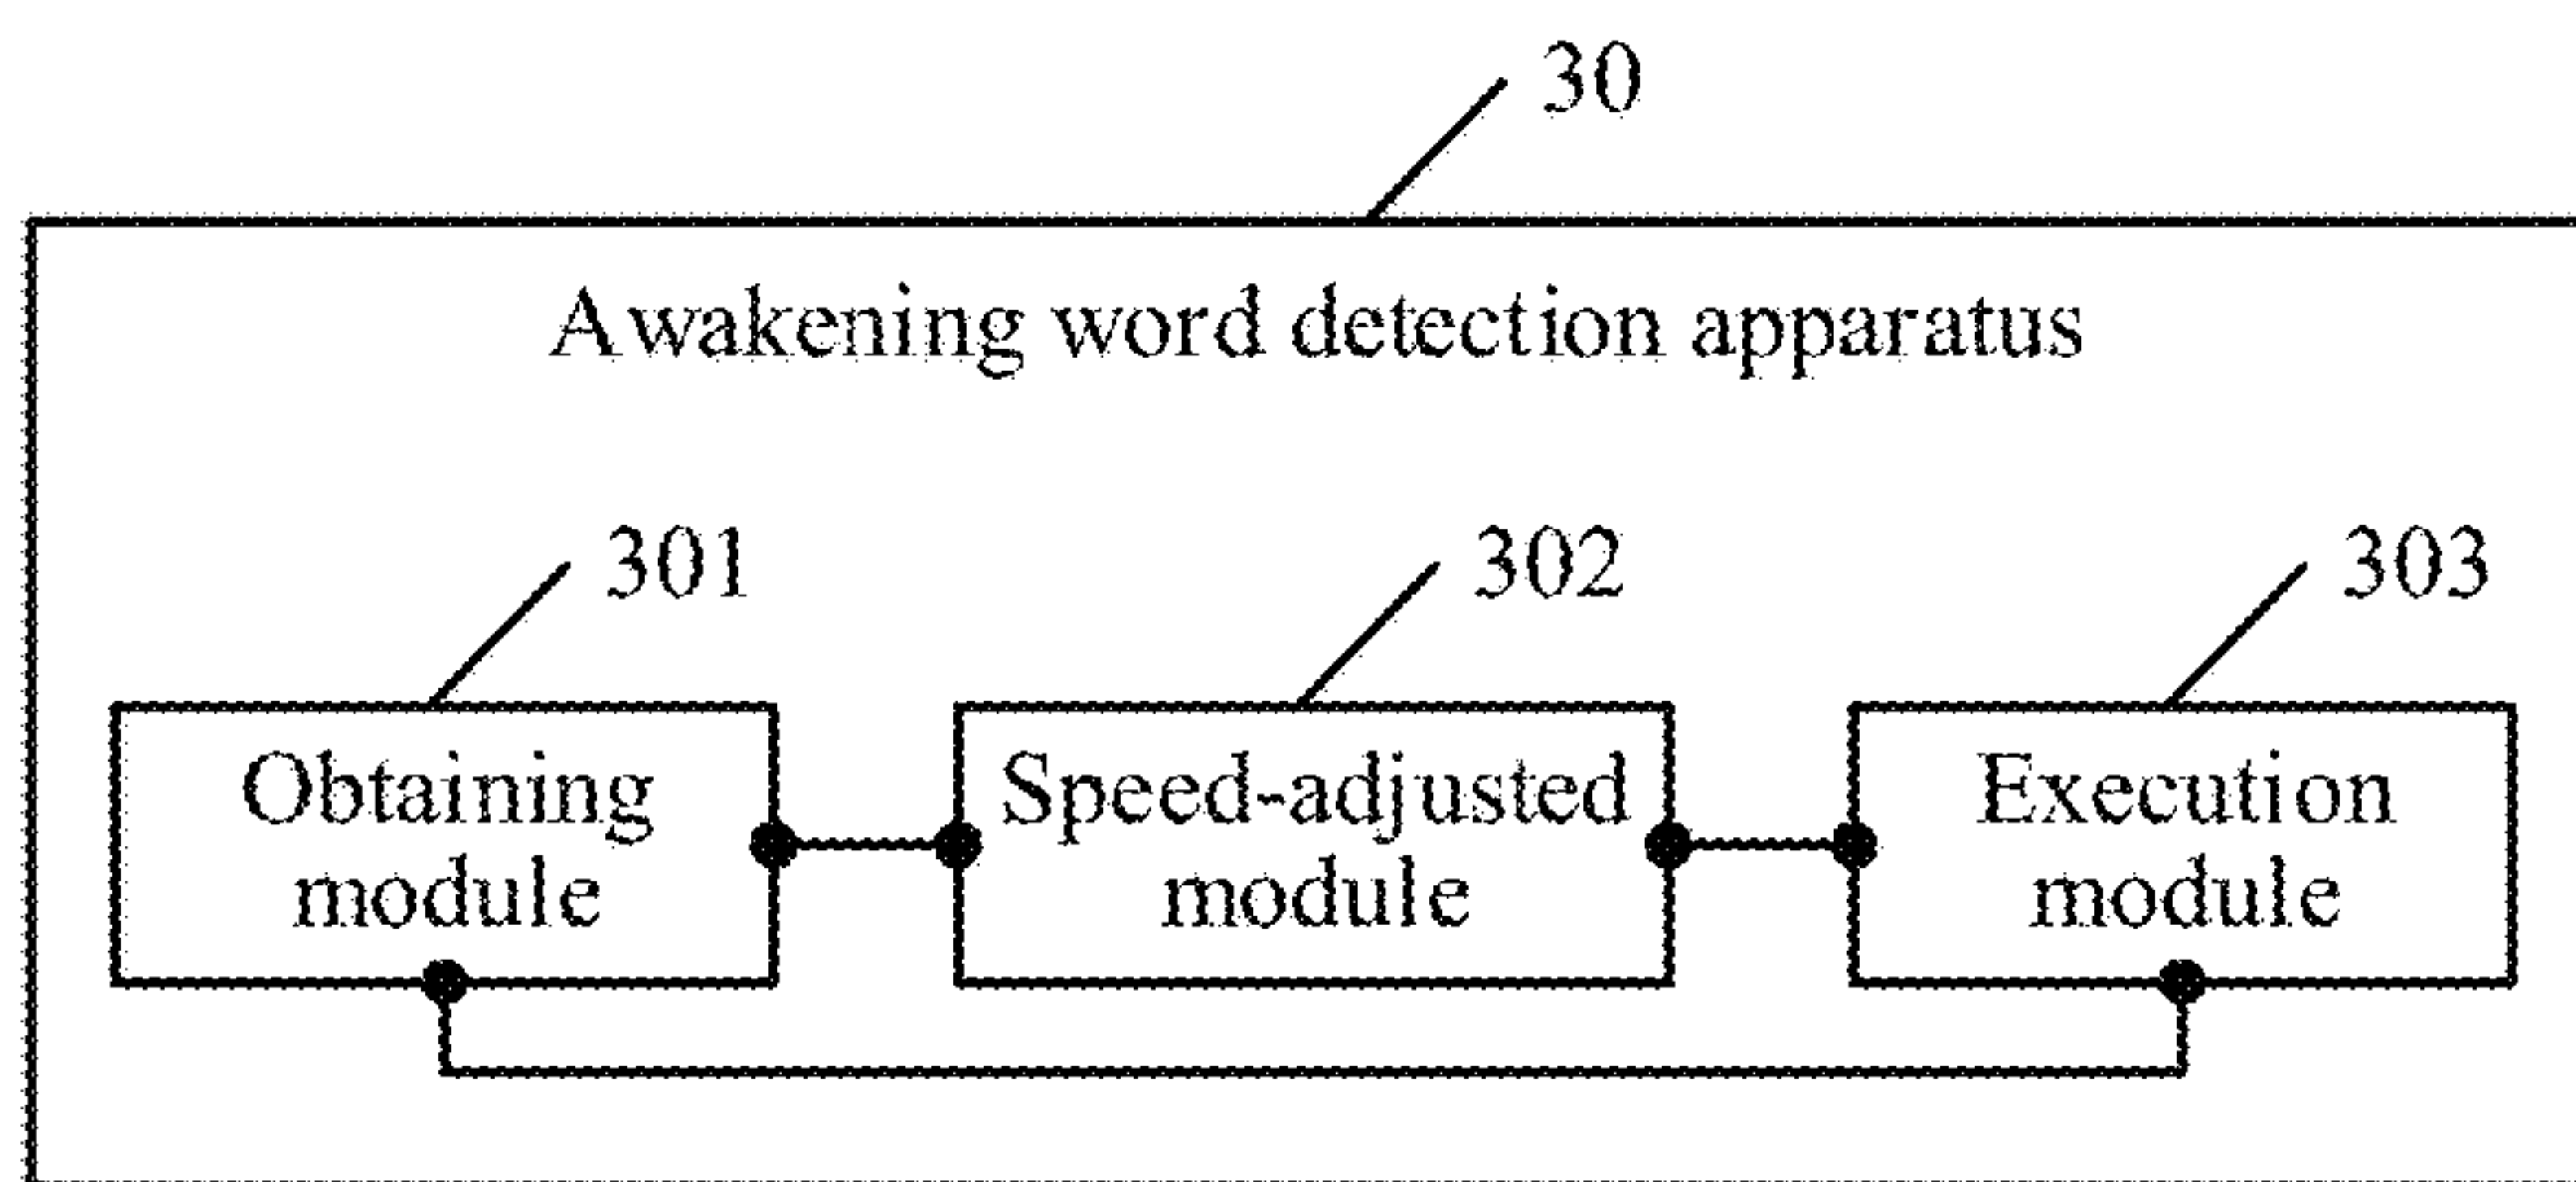 30
Awakening word detection apparatus
301
302
303
Obtaining
module
Speed-adjusted
module
Execution
module